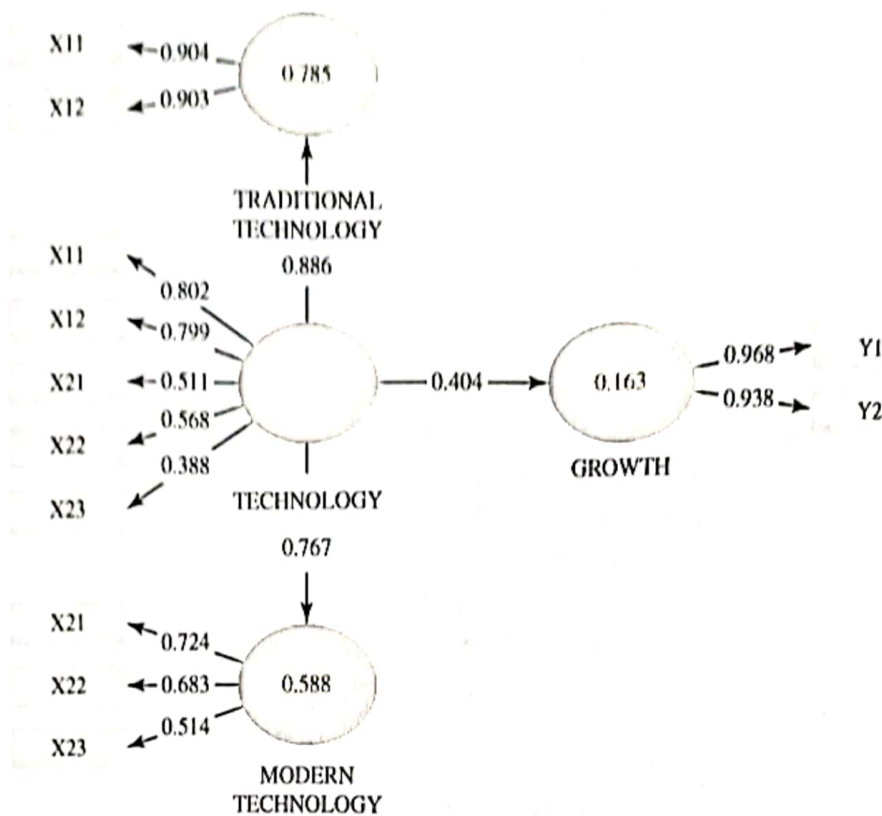 X11
0.904
0.785
X12
0.903
TRADITIONAL
TECHNOLOGY
0.886
X11
0.802
X12
0.799
X21
0.511
X22
0.568
X23
0.388
0.404
0.163
0.968
Y1
0.938
Y2
GROWTH
TECHNOLOGY
0.767
X21
0.724
X22
0.683
0.588
X23
0.514
MODERN
TECHNOLOGY